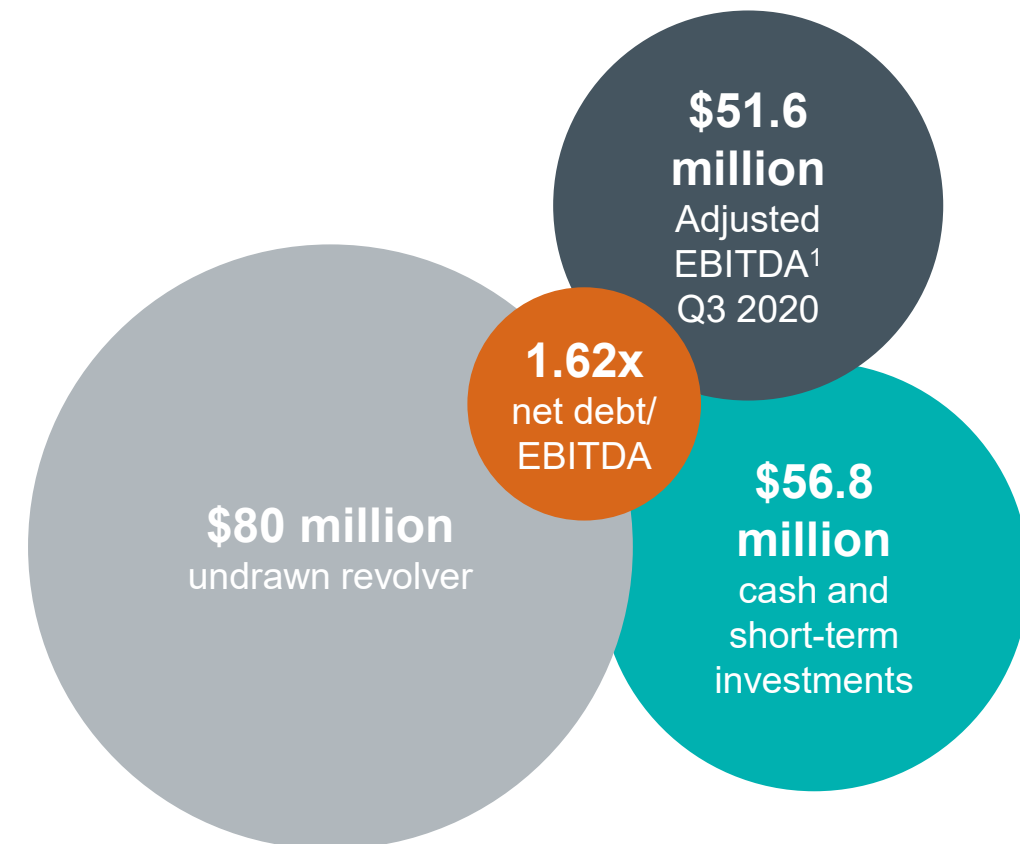 $51.6
million
Adjusted
EBITDA¹
Q3 2020
1.62x
net debt/
EBITDA
$80 million
undrawn revolver
$56.8
million
cash and
short-term
investments